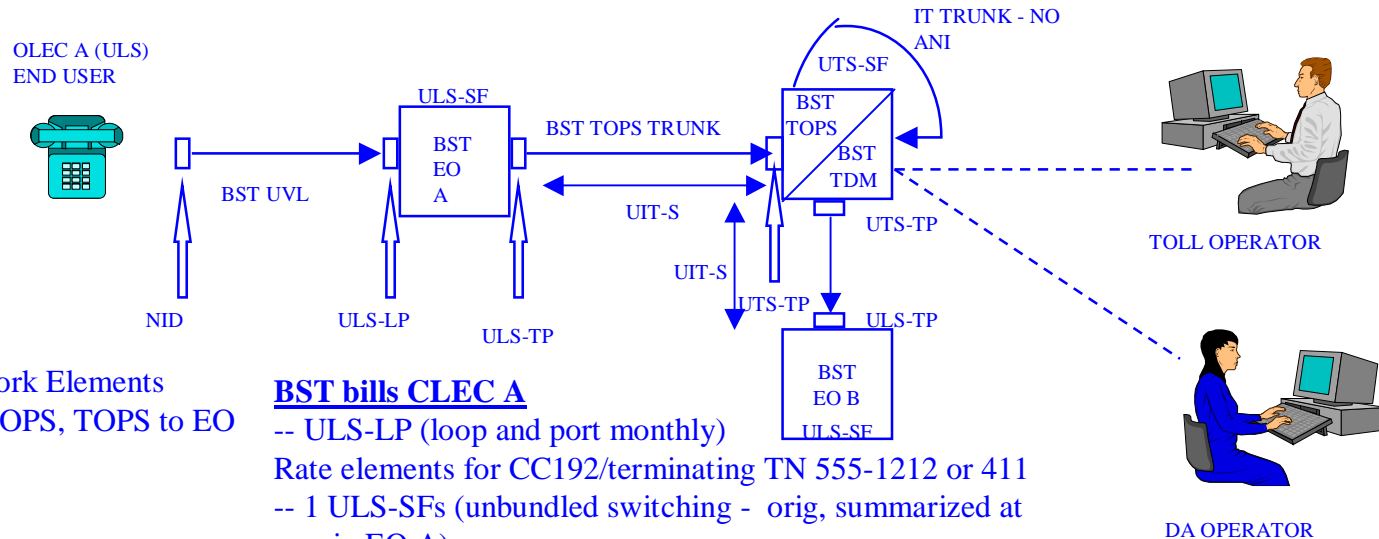 IT TRUNK - NO
ANI
OLEC A (ULS)
END USER
UTS-SF
ULS-SF
BST
TOPS
BST
TDM
BST
EO
A
BST TOPS TRUNK
BST UVL
UIT-S
UTS-TP
TOLL OPERATOR
UIT-S
UTS-TP
NID
ULS-LP
ULS-TP
ULS-TP
BST
EO B
ULS-SF
ork Elements
OPS, TOPS to EO
BST bills CLEC A
-- ULS-LP (loop and port monthly)
Rate elements for CC192/terminating TN 555-1212 or 411
-- 1 ULS-SFs (unbundled switching - orig, summarized at
DA OPERATOR